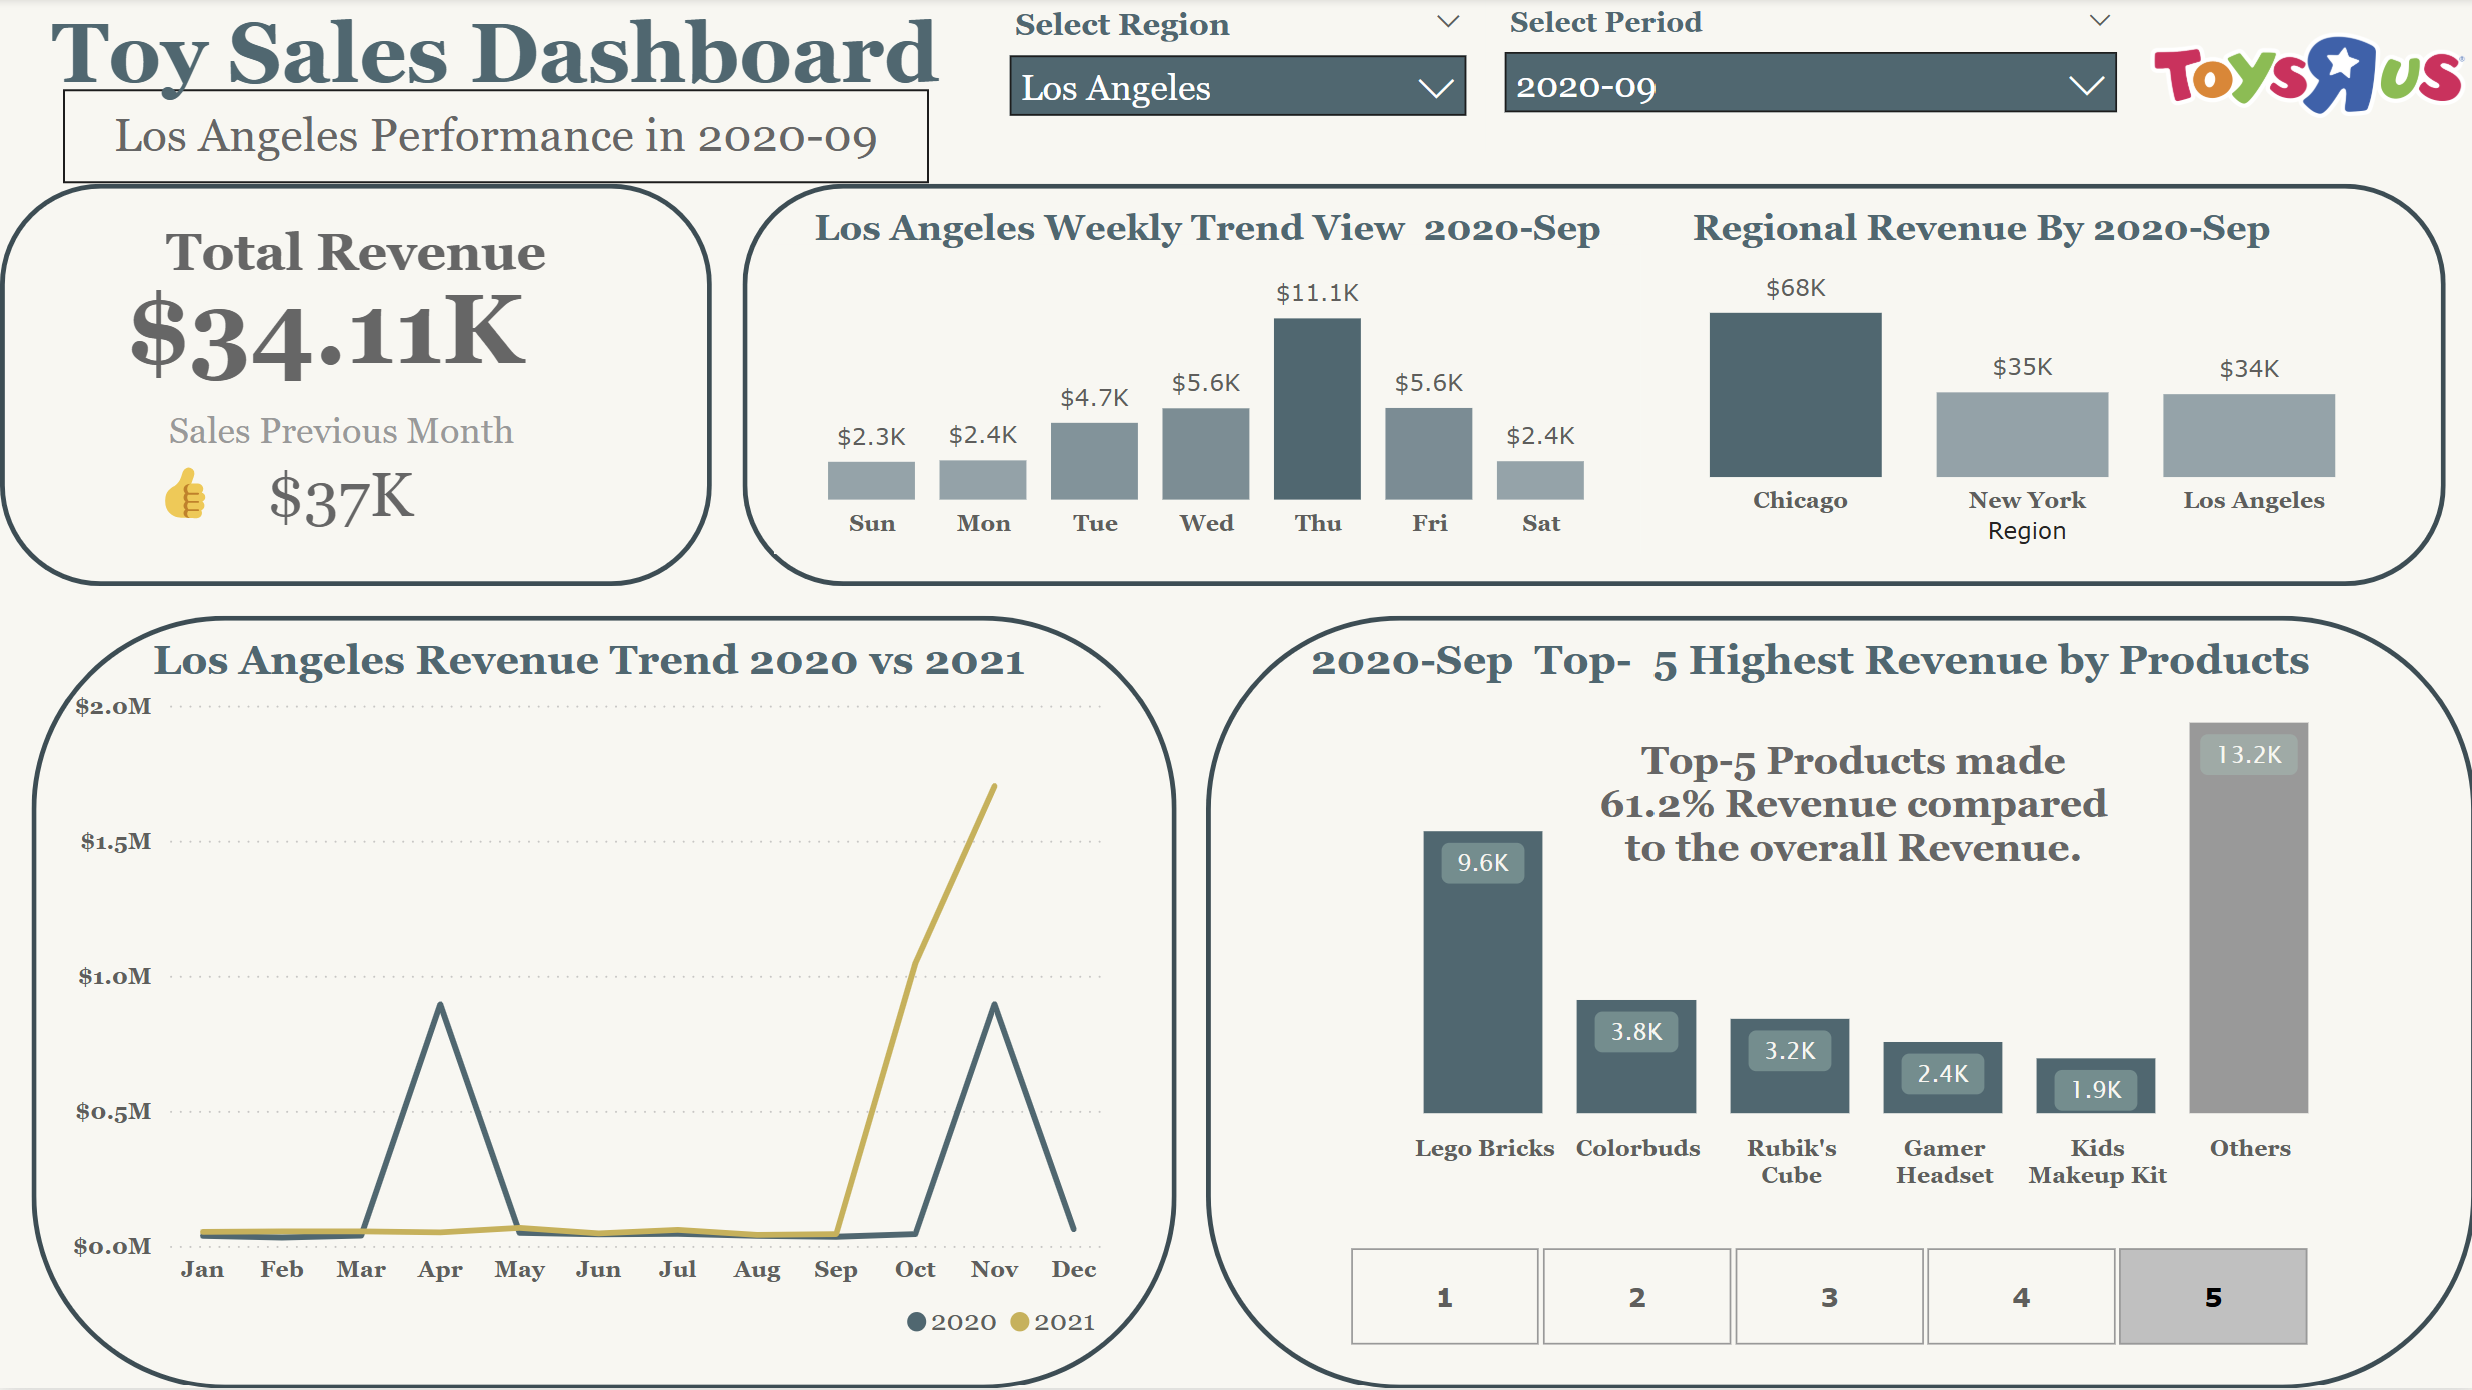 Toy Sales Dashboard
Los Angeles Performance in 2020-09
Select Region
Los Angeles
Select Period
2020-09
ToysЯus
Total Revenue
$34.11K
Sales Previous Month
👍 $37K
Los Angeles Weekly Trend View 2020-Sep
$2.3K $2.4K $4.7K $5.6K $11.1K $5.6K $2.4K
Sun Mon Tue Wed Thu Fri Sat
Regional Revenue By 2020-Sep
$68K $35K $34K
Chicago New York Los Angeles
Region
Los Angeles Revenue Trend 2020 vs 2021
$2.0M
$1.5M
$1.0M
$0.5M
$0.0M
Jan Feb Mar Apr May Jun Jul Aug Sep Oct Nov Dec
2020 2021
2020-Sep Top- 5 Highest Revenue by Products
Top-5 Products made
61.2% Revenue compared
to the overall Revenue.
9.6K 3.8K 3.2K 2.4K 1.9K 13.2K
Lego Bricks Colorbuds Rubik's Gamer Kids Others
Cube Headset Makeup Kit
1 2 3 4 5